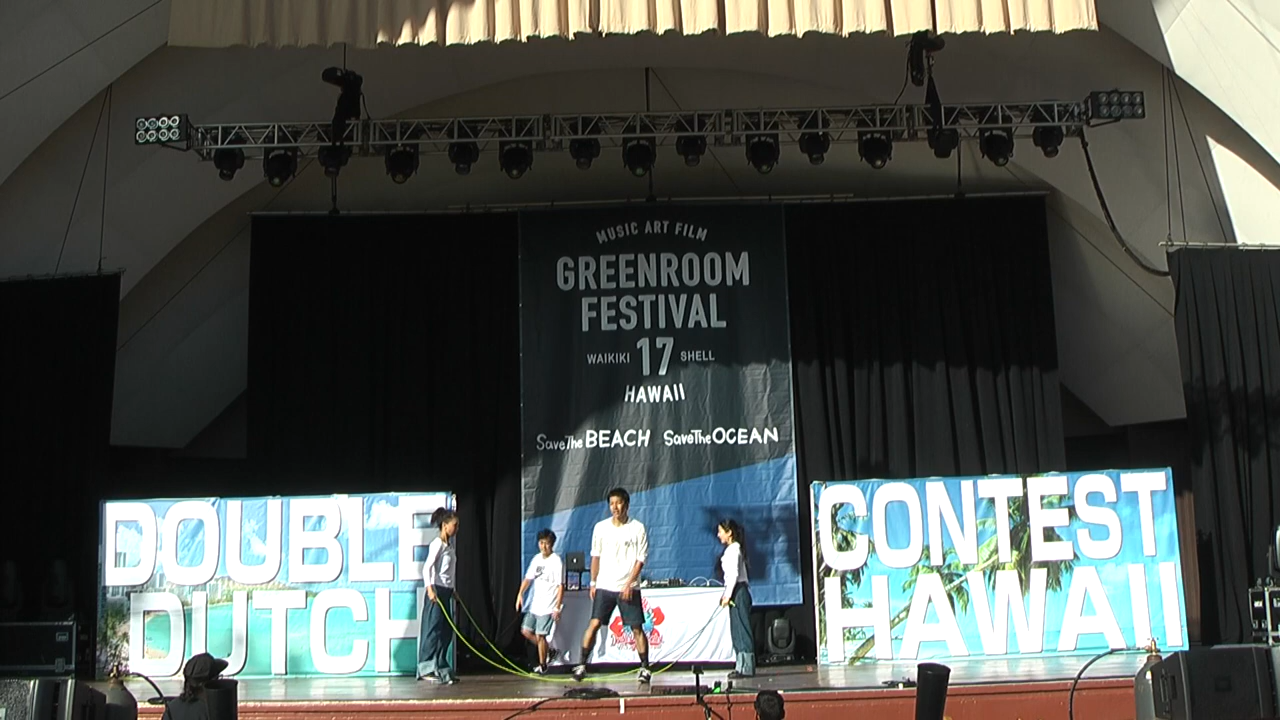 MUSIC ART FILM
GREENROOM
FESTIVAL
WAIKIKI 17 SHELL
HAWAII
SaveThe BEACH SaveThe OCEAN
DOUBLE
DUTCH
CONTEST
HAWAII